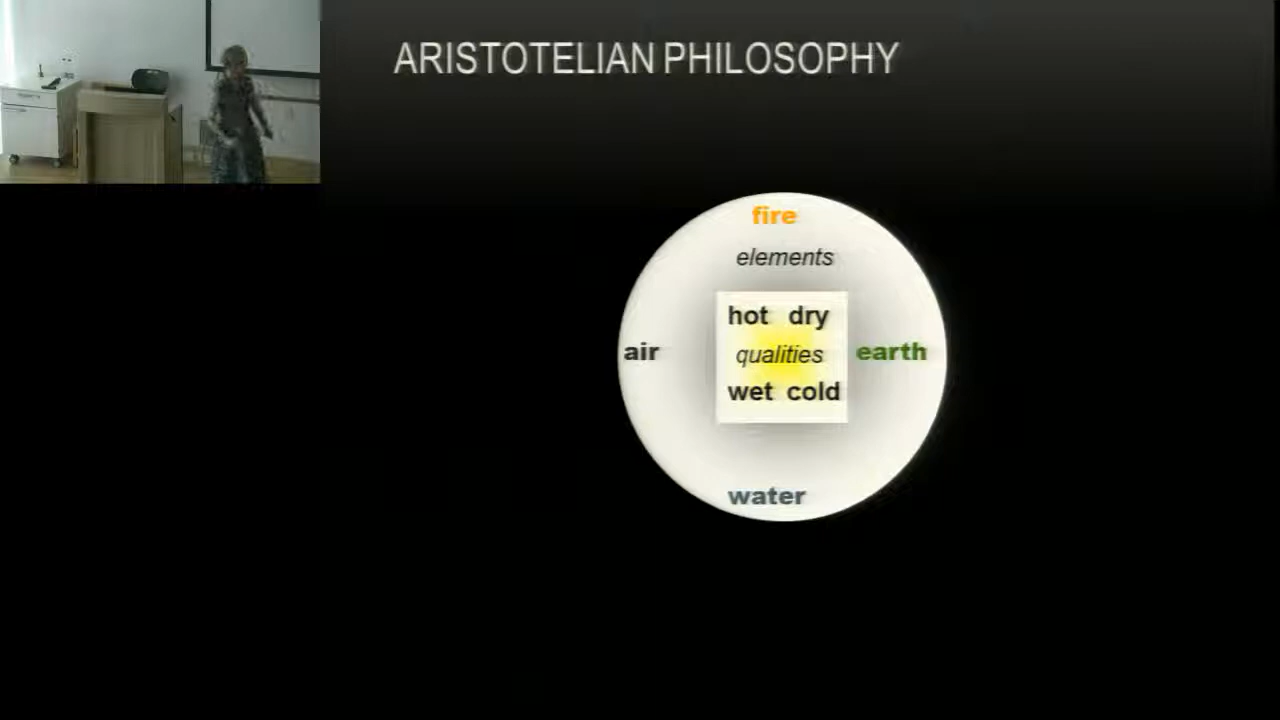 ARISTOTELIAN PHILOSOPHY
fire
elements
hot dry
air
qualities
earth
wet cold
water